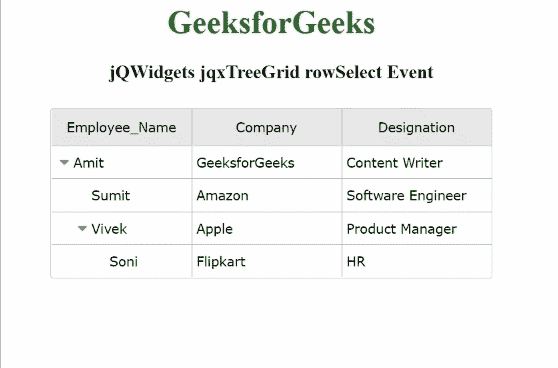 GeeksforGeeks
jQWidgets jqxTreeGrid rowSelect Event
Employee_Name Company Designation
Amit GeeksforGeeks Content Writer
Sumit Amazon Software Engineer
Vivek Apple Product Manager
Soni Flipkart HR